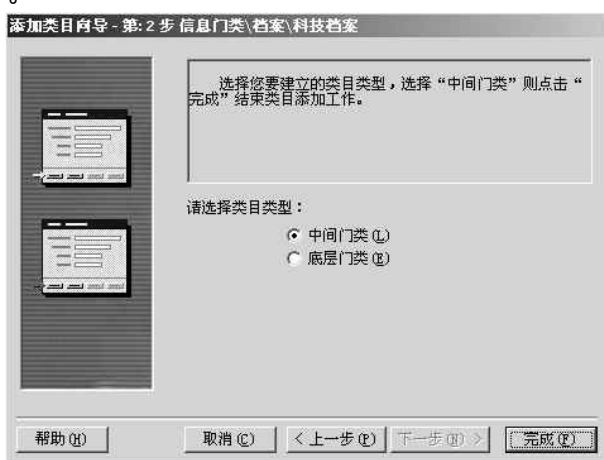 。
添加类目向导-第:2步 信息门类\档案\科技档案
选择您要建立的类目类型，选择“中间门类”则点击“
完成”结束类目添加工作。
请选择类目类型：
中间门类(L)
底层门类(E)
帮助(H) 取消(C) <上一步(P) 下一步(N)> 完成(F)